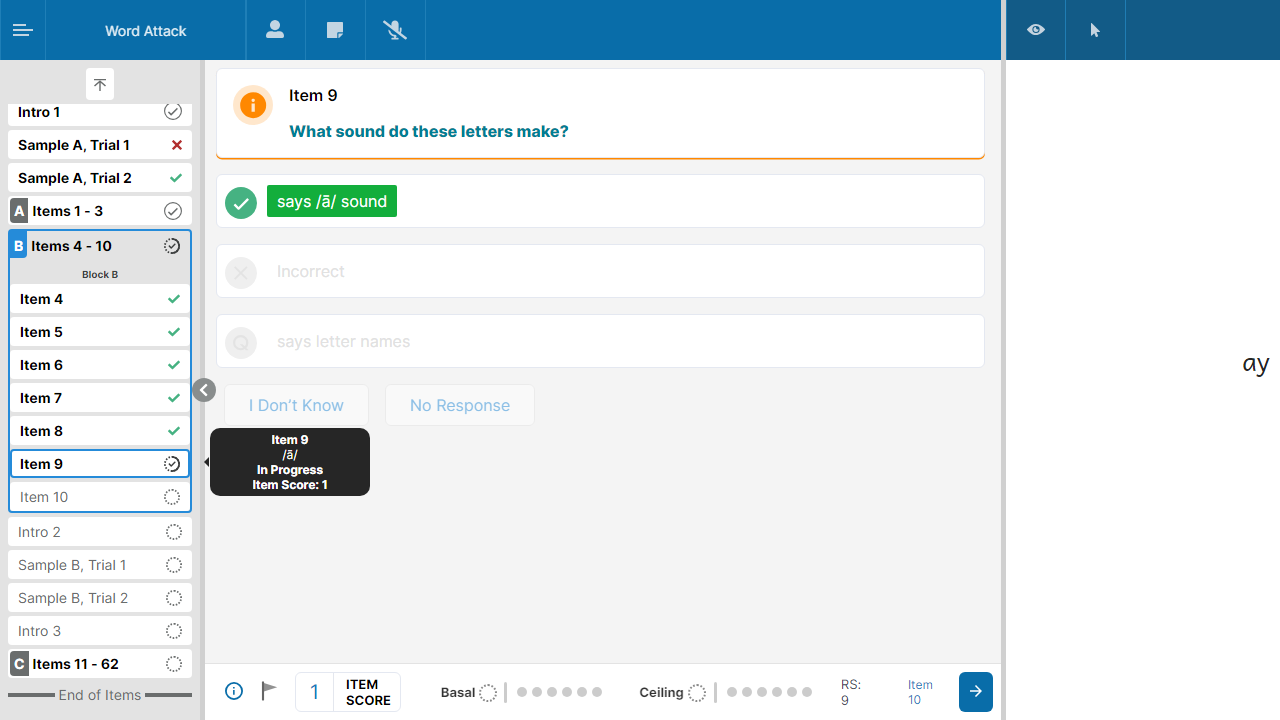 Word Attack
Intro 1
Sample A, Trial 1
Sample A, Trial 2
A Items 1 - 3
B Items 4 - 10
Block B
Item 4
Item 5
Item 6
Item 7
Item 8
Item 9
Item 10
Intro 2
Sample B, Trial 1
Sample B, Trial 2
Intro 3
C Items 11 - 62
End of Items
Item 9
What sound do these letters make?
says /ā/ sound
Incorrect
Q says letter names
I Don’t Know
No Response
Item 9
/ā/
In Progress
Item Score: 1
1
ITEM
SCORE
Basal
Ceiling
RS:
9
Item
10
ay